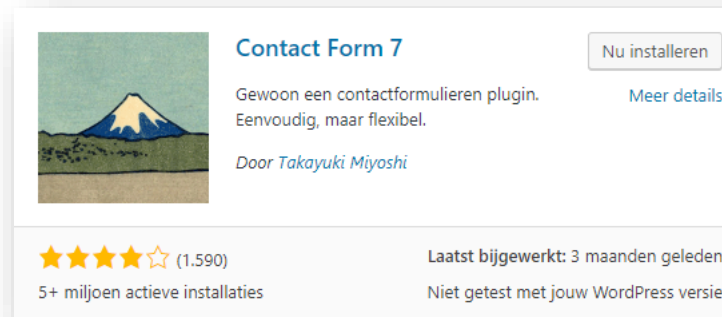 Contact Form 7
Nu installeren
Gewoon een contactformulieren plugin.
Meer details
Eenvoudig, maar flexibel.
Door Takayuki Miyoshi
(1.590)
Laatst bijgewerkt: 3 maanden geleden
5+ miljoen actieve installaties
Niet getest met jouw WordPress versie